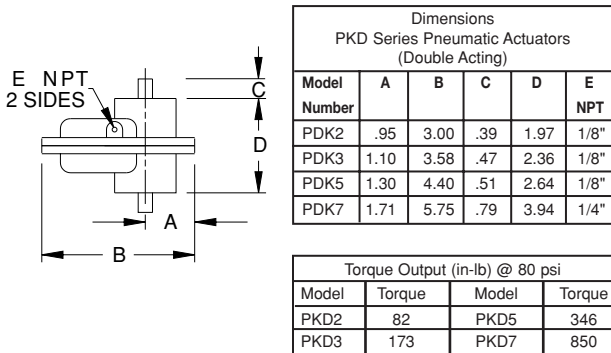 E NPT
2 SIDES
C
D
A
B
Dimensions
PKD Series Pneumatic Actuators
(Double Acting)
Model Number A B C D E NPT
PDK2 .95 3.00 .39 1.97 1/8"
PDK3 1.10 3.58 .47 2.36 1/8"
PDK5 1.30 4.40 .51 2.64 1/8"
PDK7 1.71 5.75 .79 3.94 1/4"
Torque Output (in-lb) @ 80 psi
Model Torque Model Torque
PKD2 82 PKD5 346
PKD3 173 PKD7 850